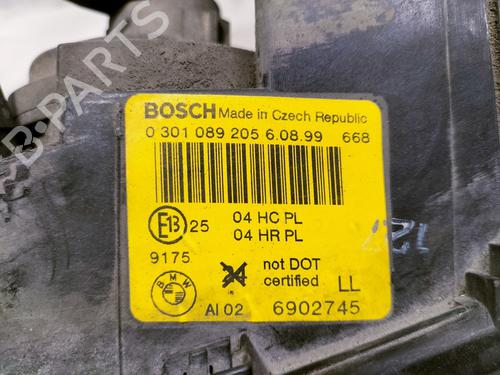 BOSCH Made in Czech Republic
0 301 089 205 6.08.99 668
E13 25 04 HC PL
04 HR PL
9175
not DOT
certified LL
BMW
AI 02 6902745
B-PARTS